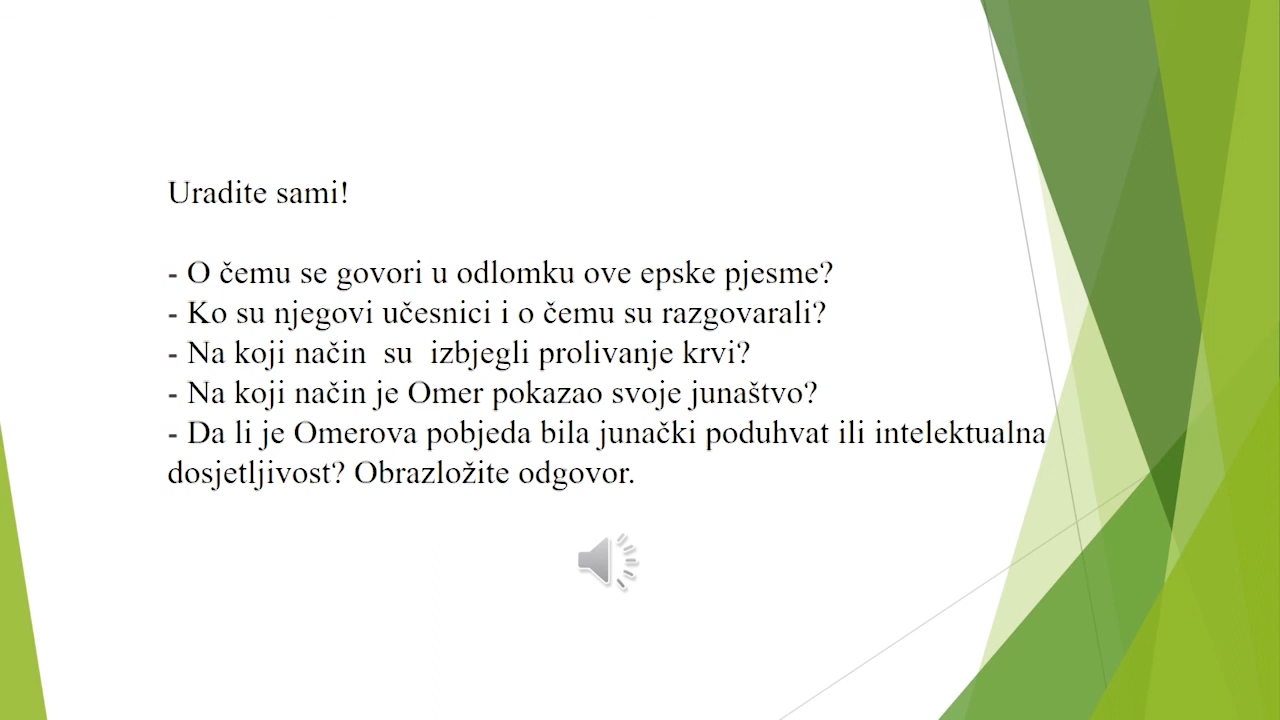 Uradite sami!
- O čemu se govori u odlomku ove epske pjesme?
- Ko su njegovi učesnici i o čemu su razgovarali?
- Na koji način  su  izbjegli prolivanje krvi?
- Na koji način je Omer pokazao svoje junaštvo?
- Da li je Omerova pobjeda bila junački poduhvat ili intelektualna
dosjetljivost? Obrazložite odgovor.